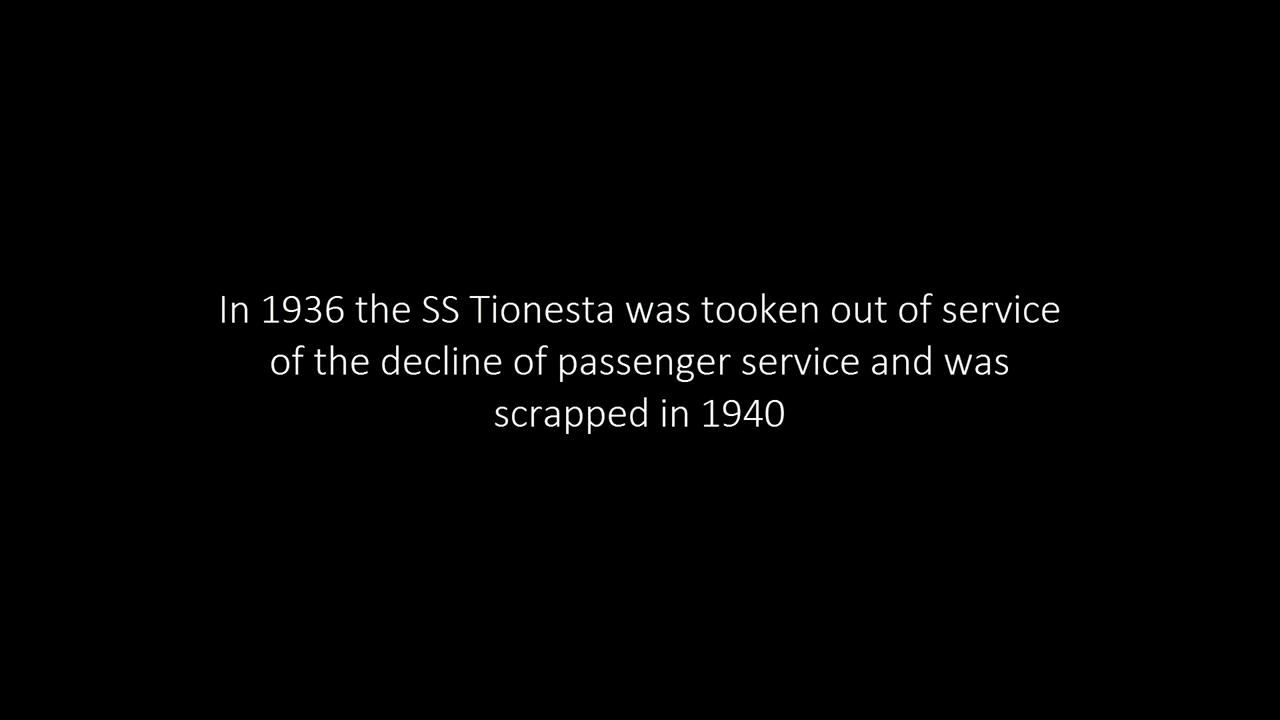 In 1936 the SS Tionesta was tooken out of service
of the decline of passenger service and was
scrapped in 1940